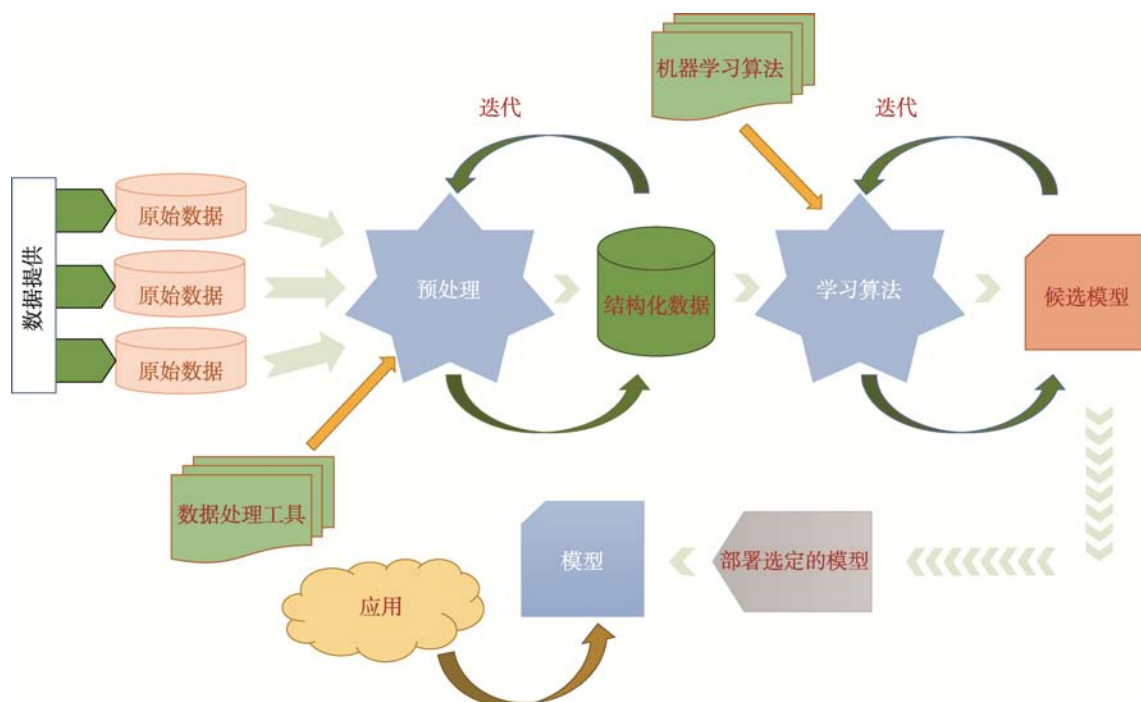 机器学习算法
迭代
迭代
数据提供
原始数据
原始数据
原始数据
预处理
结构化数据
学习算法
候选模型
数据处理工具
应用
模型
部署选定的模型